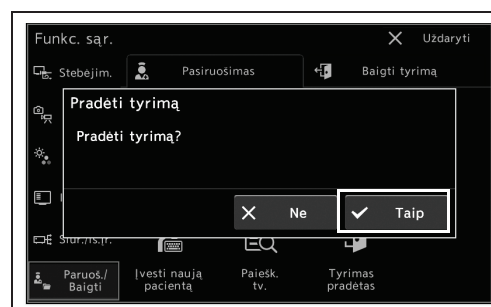 Funkc. sąr.
Uždaryti
Stebėjim.
Pasiruošimas
Baigti tyrimą
Pradėti tyrimą
Pradėti tyrimą?
Ne
Taip
Paruoš./
Baigti
Įvesti naują
pacientą
Paiešk.
tv.
Tyrimas
pradėtas